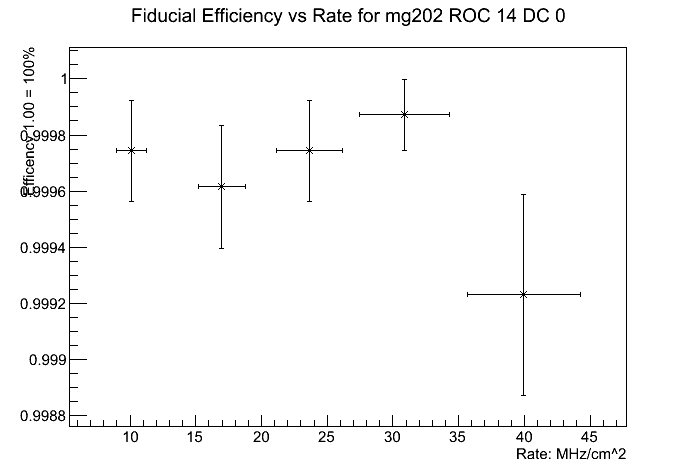 Fiducial Efficiency vs Rate for mg202 ROC 14 DC 0
Efficency 1.00 = 100%
1
0.9998
0.9996
0.9994
0.9992
0.999
0.9988
10 15 20 25 30 35 40 45
Rate: MHz/cm^2